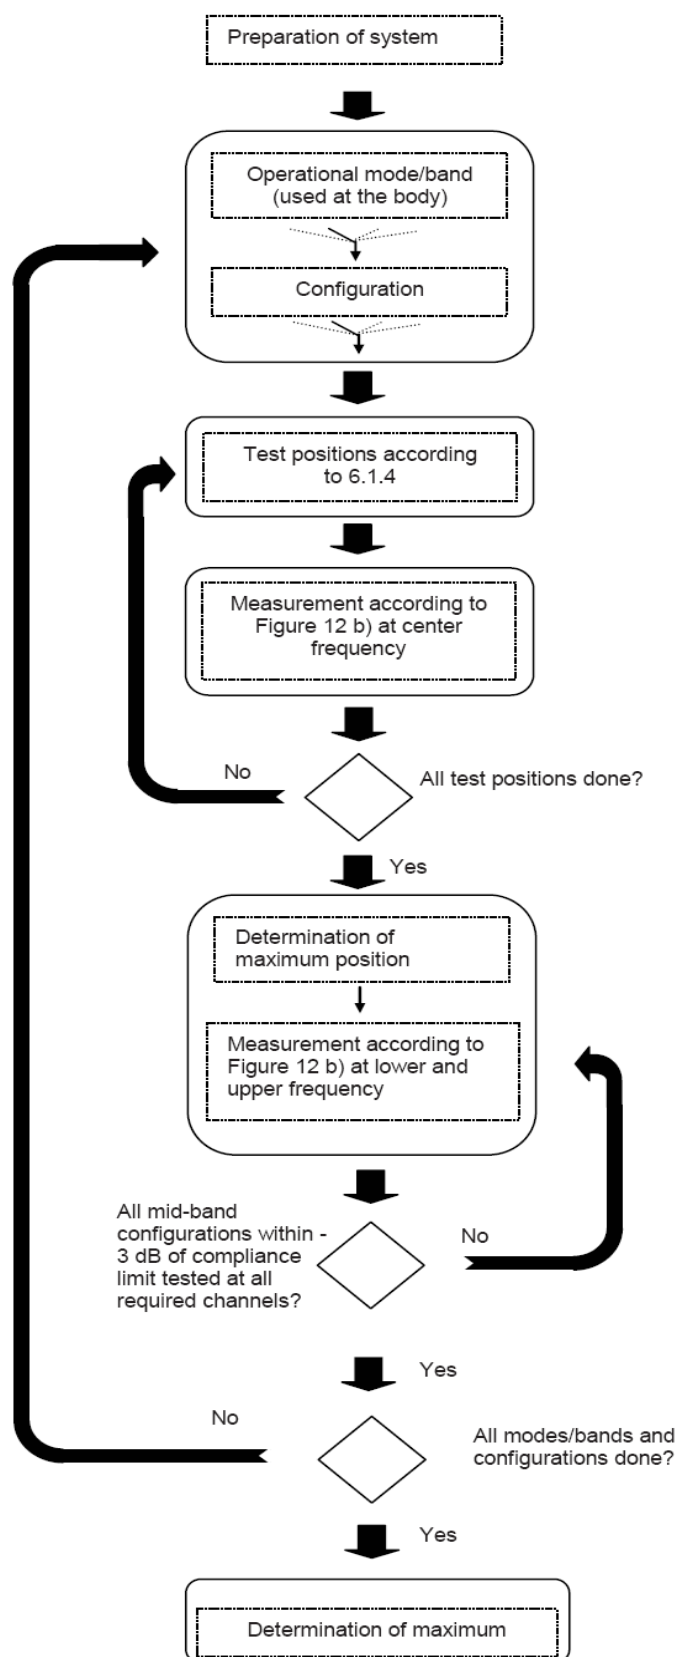 Preparation of system
Operational mode/band
(used at the body)
Configuration
Test positions according
to 6.1.4
Measurement according to
Figure 12 b) at center
frequency
No
All test positions done?
Yes
Determination of
maximum position
Measurement according to
Figure 12 b) at lower and
upper frequency
All mid-band
configurations within -
3 dB of compliance
limit tested at all
required channels?
No
Yes
No
All modes/bands and
configurations done?
Yes
Determination of maximum